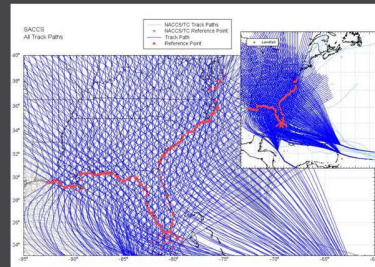 SACCS
All Track Paths
NACCS/TC Track Paths
NACCS/TC Reference Point
Track Path
Reference Point
Landfall
40°
38°
36°
34°
32°
30°
28°
26°
24°
-95°
-90°
-85°
-80°
-75°
-70°
-65°